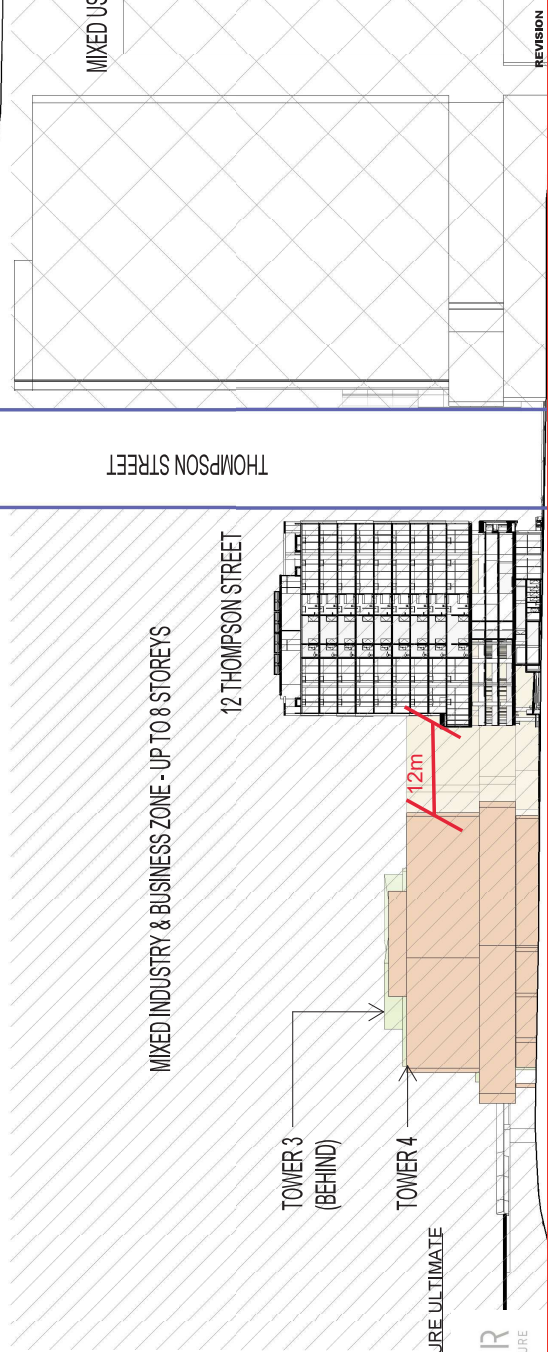 MIXED US
THOMPSON STREET
12 THOMPSON STREET
MIXED INDUSTRY & BUSINESS ZONE - UP TO 8 STOREYS
12m
TOWER 3
(BEHIND)
TOWER 4
URE ULTIMATE
R
URE
REVISION